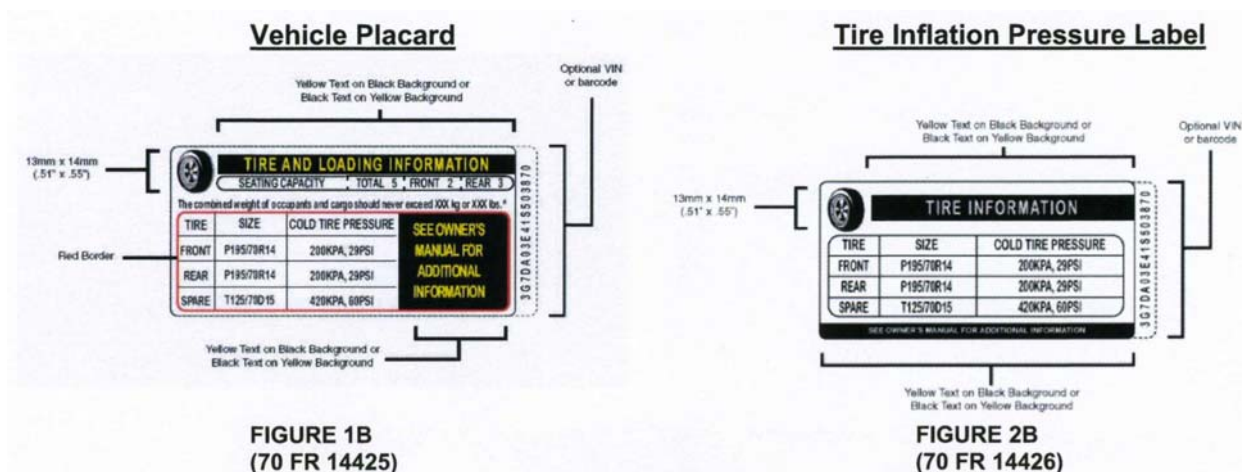 Vehicle Placard
Yellow Text on Black Background or
Black Text on Yellow Background
Optional VIN
or barcode
13mm x 14mm
(.51" x .55")
TIRE AND LOADING INFORMATION
SEATING CAPACITY TOTAL 5 FRONT 2 REAR 3
The combined weight of occupants and cargo should never exceed XXX kg or XXX lbs.*
TIRE SIZE COLD TIRE PRESSURE
FRONT P195/70R14 200KPA, 29PSI
REAR P195/70R14 200KPA, 29PSI
SPARE T125/70D15 420KPA, 60PSI
SEE OWNER'S
MANUAL FOR
ADDITIONAL
INFORMATION
3G7DA03E41S503870
Red Border
Yellow Text on Black Background or
Black Text on Yellow Background
FIGURE 1B
(70 FR 14425)
Tire Inflation Pressure Label
Yellow Text on Black Background or
Black Text on Yellow Background
Optional VIN
or barcode
13mm x 14mm
(.51" x .55")
TIRE INFORMATION
TIRE SIZE COLD TIRE PRESSURE
FRONT P195/70R14 200KPA, 29PSI
REAR P195/70R14 200KPA, 29PSI
SPARE T125/70D15 420KPA, 60PSI
SEE OWNER'S MANUAL FOR ADDITIONAL INFORMATION
3G7DA03E41S503870
Yellow Text on Black Background or
Black Text on Yellow Background
FIGURE 2B
(70 FR 14426)